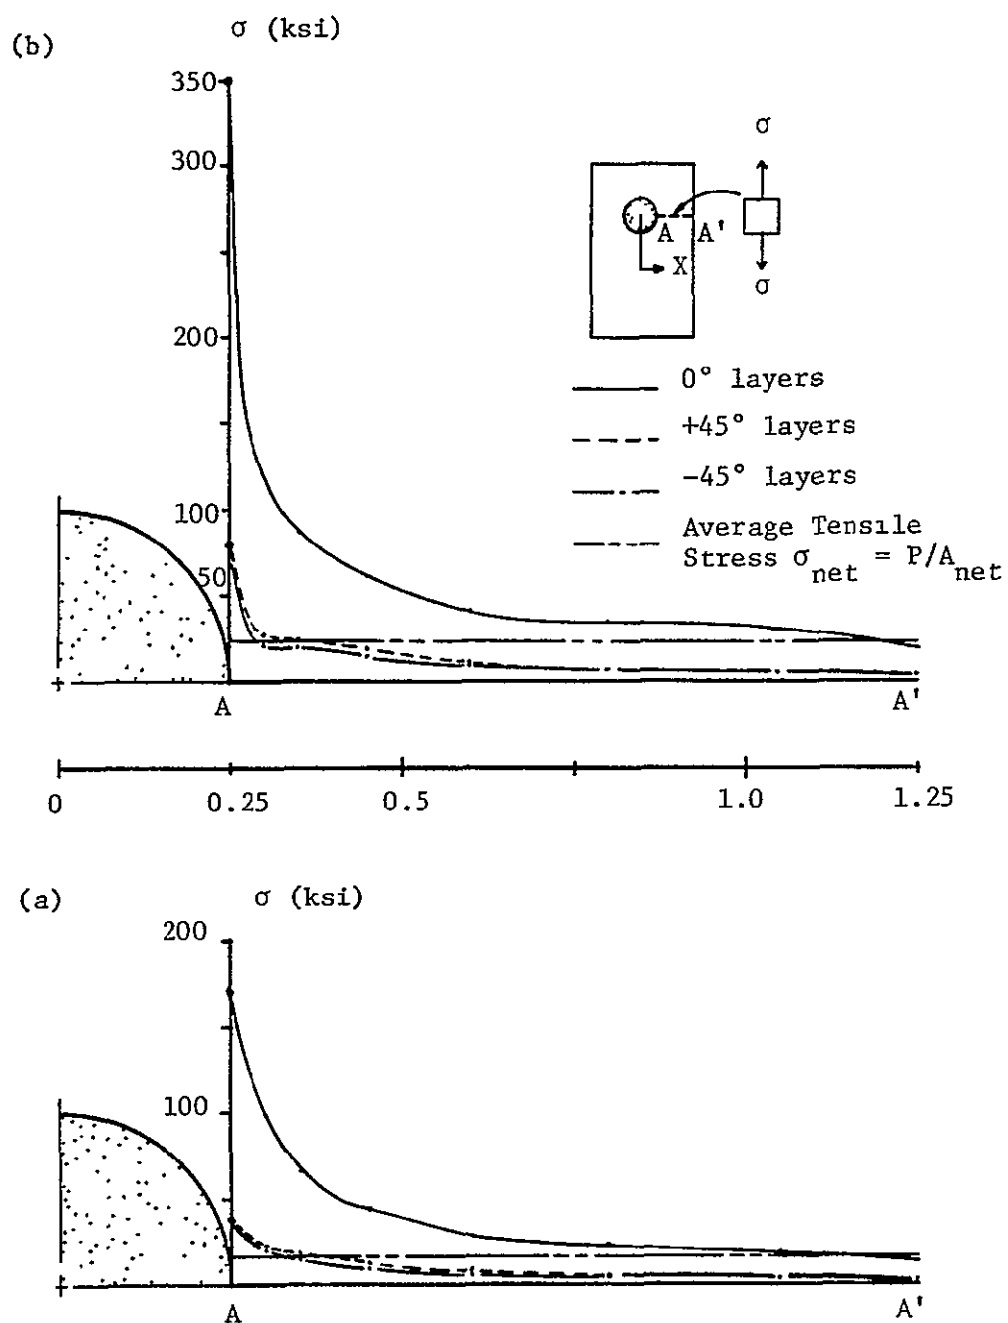 (b)
σ (ksi)
350
300
200
100
50
σ
A A'
X
σ
0° layers
+45° layers
-45° layers
Average Tensile
Stress σnet = P/Anet
A
A'
0 0.25 0.5 1.0 1.25
(a)
σ (ksi)
200
100
A
A'